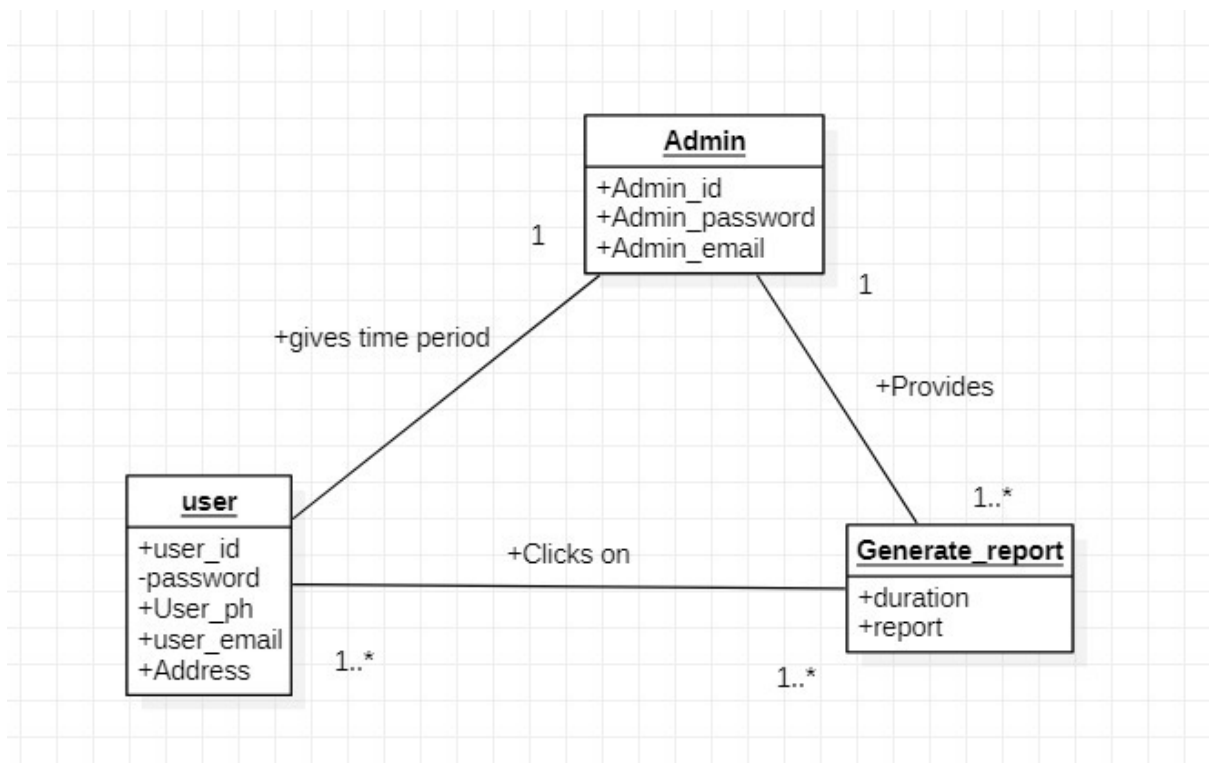 Admin
+Admin_id
+Admin_password
+Admin_email
1
1
+gives time period
+Provides
1..*
user
+user_id
-password
+User_ph
+user_email
+Address
+Clicks on
Generate_report
+duration
+report
1..*
1..*